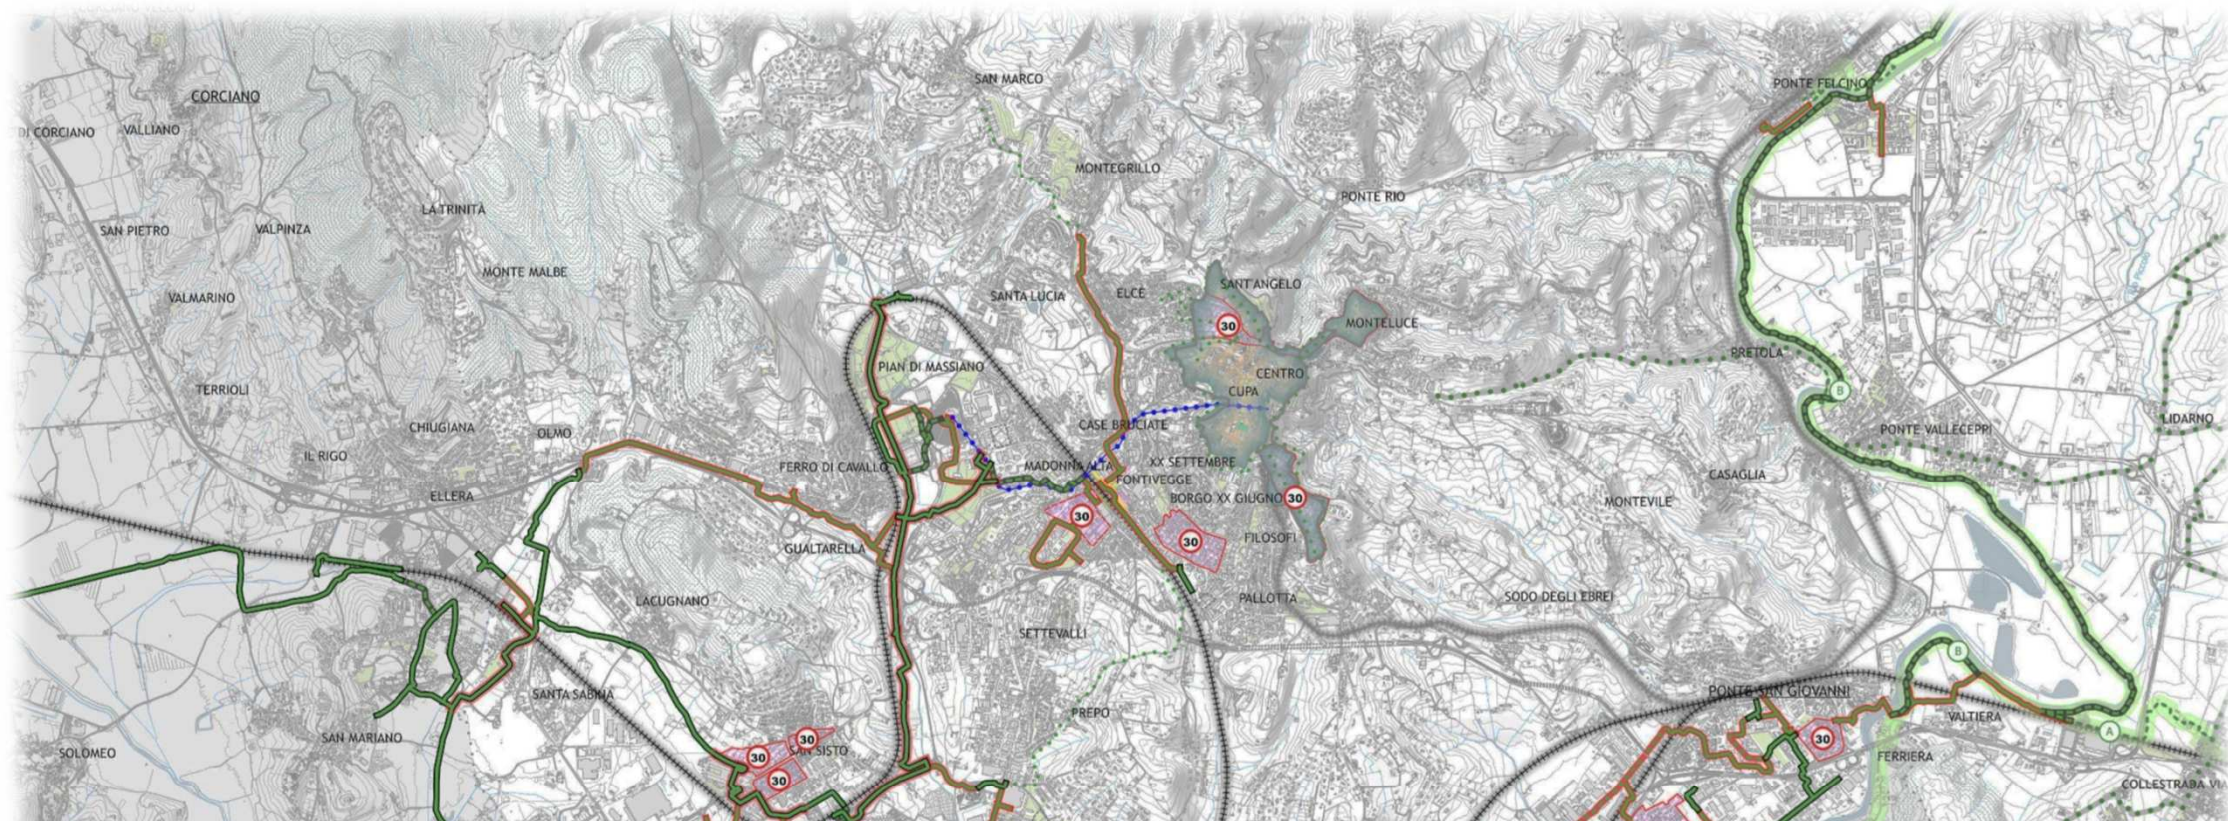 SAN MARCO
PONTE FELCINO
CORCIANO
DI CORCIANO
VALLIANO
MONTEGRILLO
PONTE RIO
LA TRINITÀ
SAN PIETRO
VALPINZA
MONTE MALBE
SANT'ANGELO
VALMARINO
SANTA LUCIA
ELCE
30
MONTELUCE
PRETOLA
PIAN DI MASSIANO
CENTRO
TERRIOLI
CUPA
B
LIDARNO
CHIUGIANA
OLMO
CASE BRUCIATE
PONTE VALLECEPPI
IL RIGO
FERRO DI CAVALLO
MADONNA ALTA
XX SETTEMBRE
CASAGLIA
FONTIVEGGE
ELLERA
BORGO XX GIUGNO
30
MONTEVILE
30
30
FILOSOFI
GUALTARELLA
LACUGNANO
PALLOTTA
SODO DEGLI EBREI
SETTEVALLI
B
SANTA SABINA
PONTE SAN GIOVANNI
PREPO
VALTIERA
A
SAN MARIANO
30
30
SOLOMEO
SAN SISTO
30
FERRIERA
30
COLLESTRADA